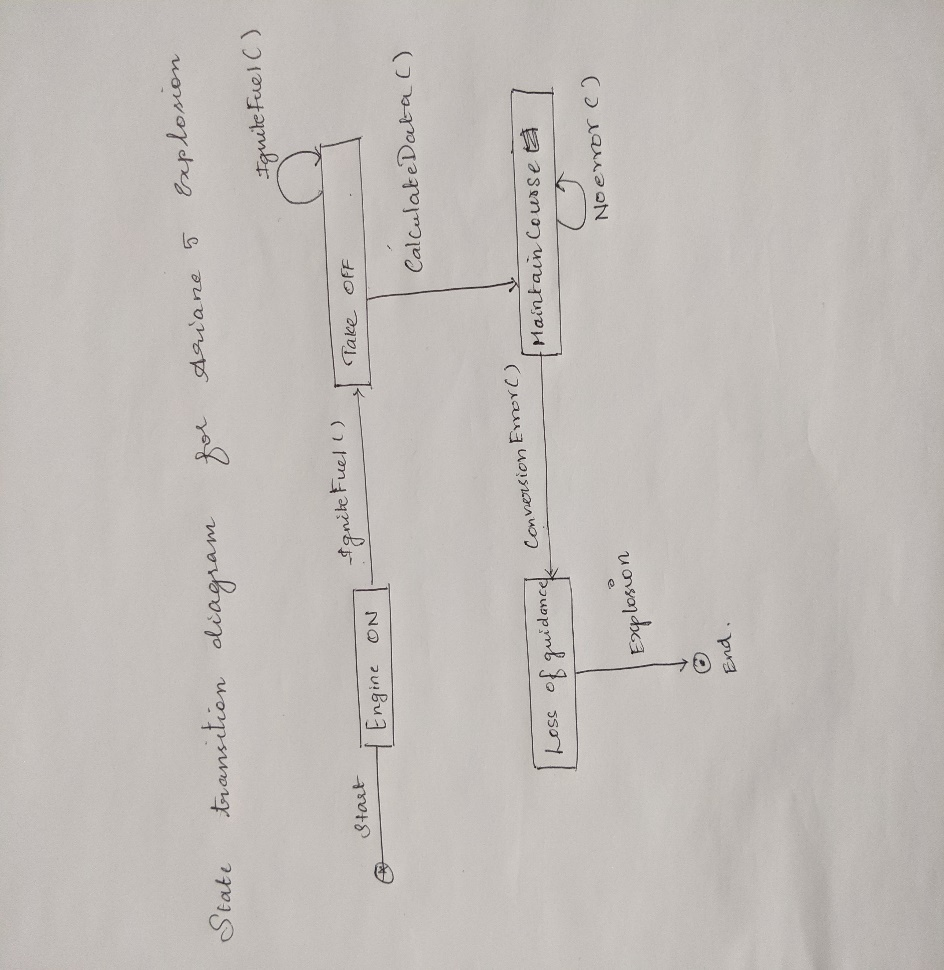 State transition diagram for Ariane 5 Explosion
IgniteFuel()
Start
Engine ON
IgniteFuel()
Take OFF
CalculateData()
Loss of guidance
ConversionError()
Maintain Course
Noerror()
Explosion
End.